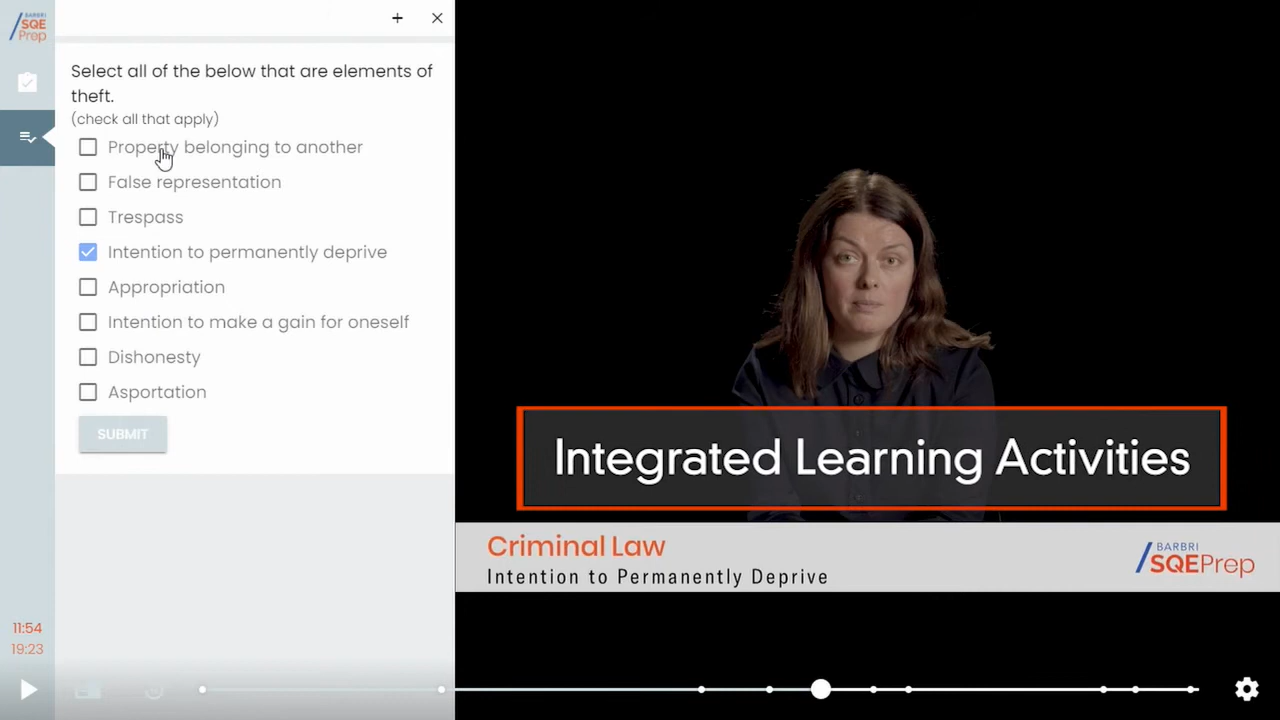 BARBRI
SQE
Prep
Select all of the below that are elements of
theft.
(check all that apply)
Property belonging to another
False representation
Trespass
Intention to permanently deprive
Appropriation
Intention to make a gain for oneself
Dishonesty
Asportation
SUBMIT
11:54
19:23
Integrated Learning Activities
Criminal Law
Intention to Permanently Deprive
BARBRI
SQEPrep